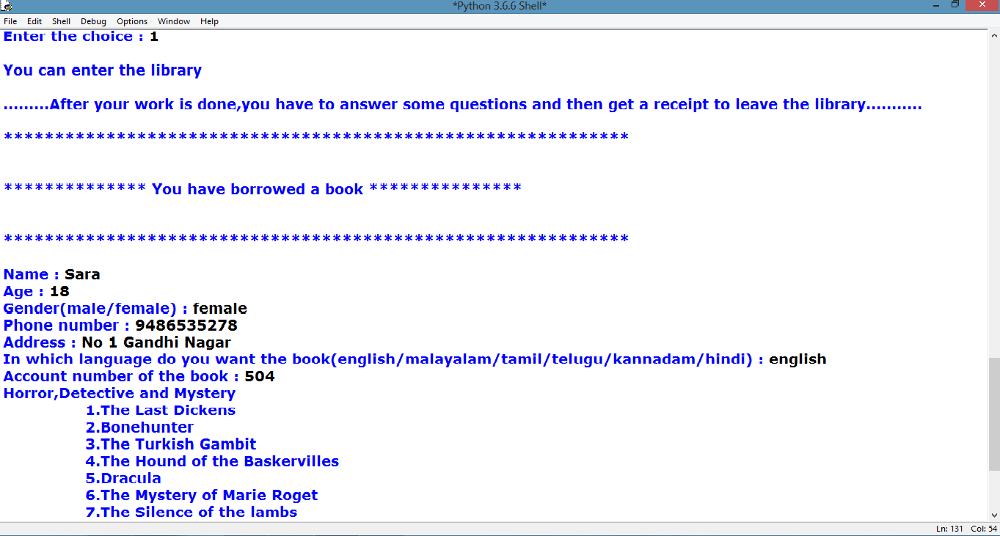 *Python 3.6.6 Shell*
File Edit Shell Debug Options Window Help
Enter the choice : 1
You can enter the library
.........After your work is done,you have to answer some questions and then get a receipt to leave the library...........
*************************************************************
************** You have borrowed a book ***************
*************************************************************
Name : Sara
Age : 18
Gender(male/female) : female
Phone number : 9486535278
Address : No 1 Gandhi Nagar
In which language do you want the book(english/malayalam/tamil/telugu/kannadam/hindi) : english
Account number of the book : 504
Horror,Detective and Mystery
1.The Last Dickens
2.Bonehunter
3.The Turkish Gambit
4.The Hound of the Baskervilles
5.Dracula
6.The Mystery of Marie Roget
7.The Silence of the lambs
Ln: 131 Col: 54